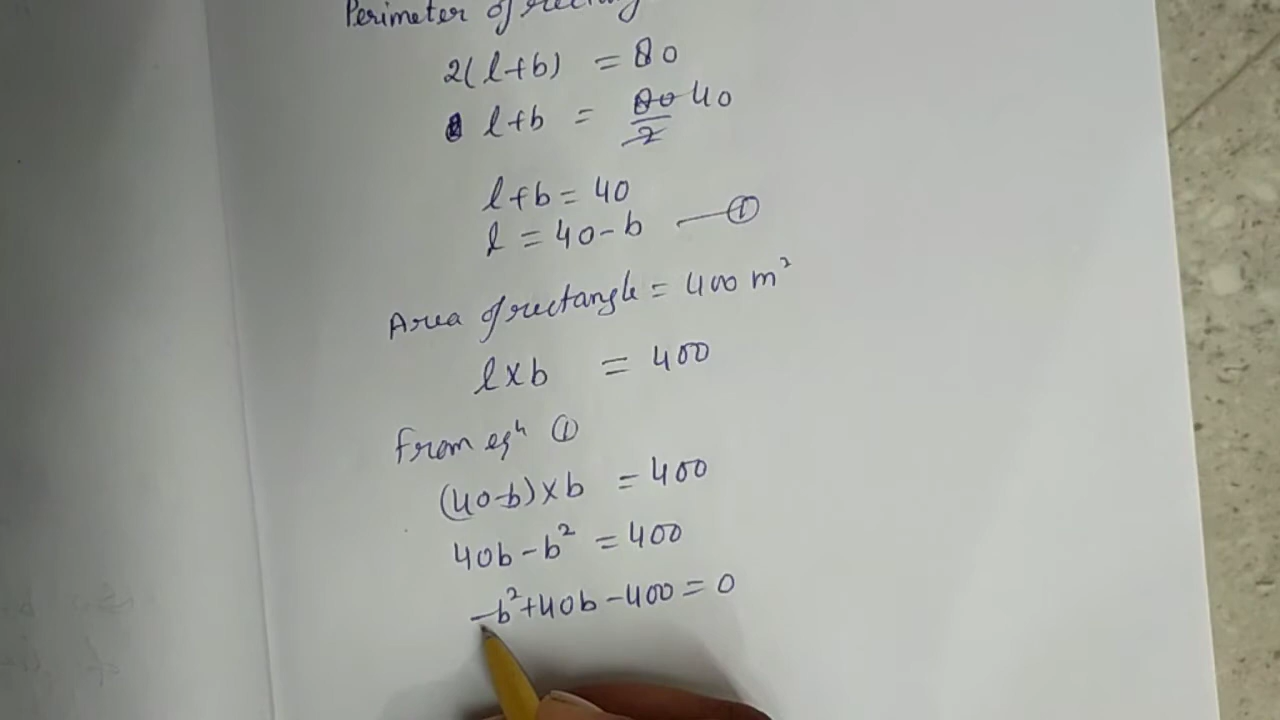 Perimeter of
2(l+b) = 80
l+b = 80/2 40
l+b = 40
l = 40-b —①
Area of rectangle = 400 m²
l×b = 400
From eqⁿ ①
(40-b)×b = 400
40b-b² = 400
-b²+40b-400=0